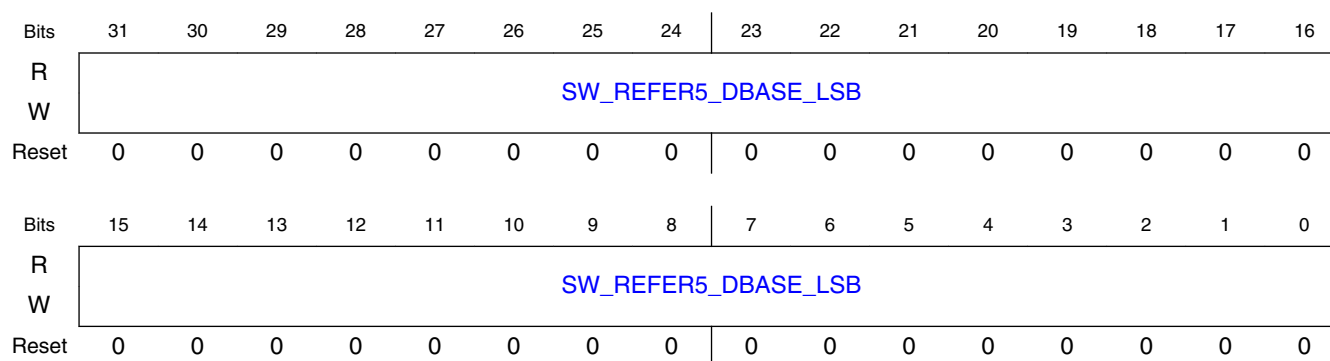 Bits 31 30 29 28 27 26 25 24 23 22 21 20 19 18 17 16
R
SW_REFER5_DBASE_LSB
W
Reset 0 0 0 0 0 0 0 0 0 0 0 0 0 0 0 0
Bits 15 14 13 12 11 10 9 8 7 6 5 4 3 2 1 0
R
SW_REFER5_DBASE_LSB
W
Reset 0 0 0 0 0 0 0 0 0 0 0 0 0 0 0 0